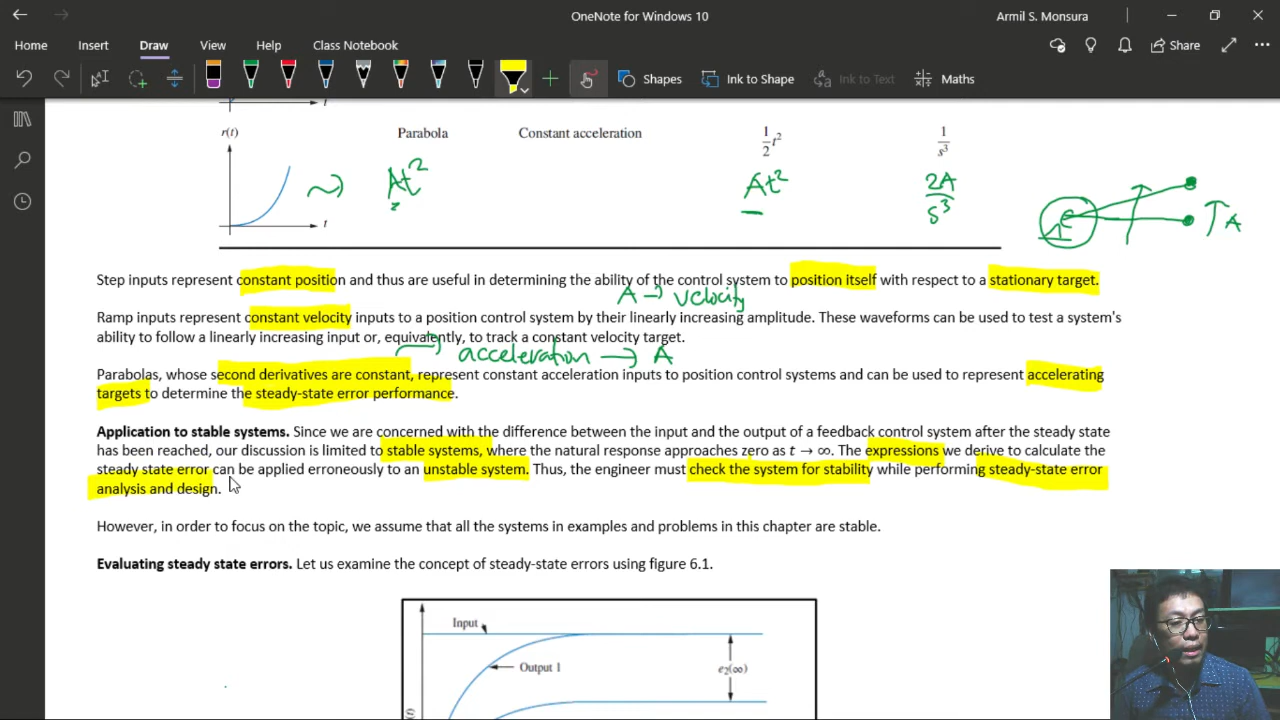 OneNote for Windows 10
Armil S. Monsura
Home Insert Draw View Help Class Notebook Share
Shapes Ink to Shape Ink to Text Maths
t
r(t) Parabola Constant acceleration 1/2 t² 1/s³
At² At² 2A/s³
t
A
Step inputs represent constant position and thus are useful in determining the ability of the control system to position itself with respect to a stationary target.
A → velocity
Ramp inputs represent constant velocity inputs to a position control system by their linearly increasing amplitude. These waveforms can be used to test a system's
ability to follow a linearly increasing input or, equivalently, to track a constant velocity target.
acceleration → A
Parabolas, whose second derivatives are constant, represent constant acceleration inputs to position control systems and can be used to represent accelerating
targets to determine the steady-state error performance.
Application to stable systems. Since we are concerned with the difference between the input and the output of a feedback control system after the steady state
has been reached, our discussion is limited to stable systems, where the natural response approaches zero as t → ∞. The expressions we derive to calculate the
steady state error can be applied erroneously to an unstable system. Thus, the engineer must check the system for stability while performing steady-state error
analysis and design.
However, in order to focus on the topic, we assume that all the systems in examples and problems in this chapter are stable.
Evaluating steady state errors. Let us examine the concept of steady-state errors using figure 6.1.
Input
Output 1
e₂(∞)